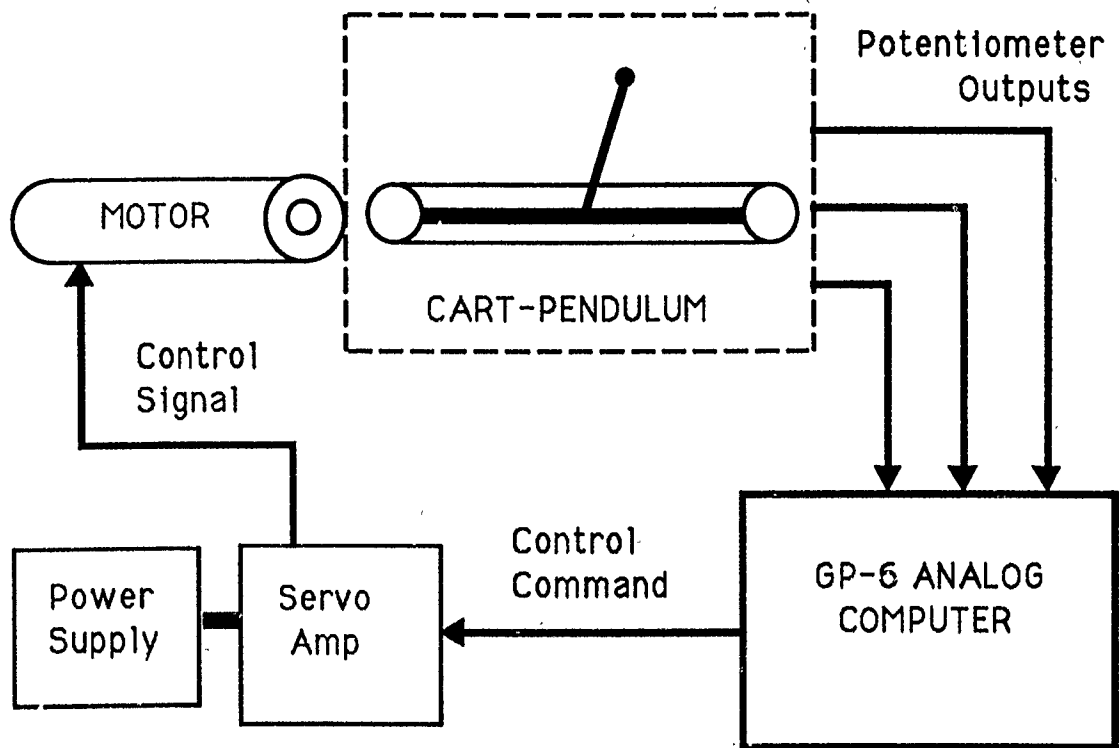 Potentiometer
Outputs
MOTOR
CART-PENDULUM
Control
Signal
Power
Supply
Servo
Amp
Control
Command
GP-6 ANALOG
COMPUTER